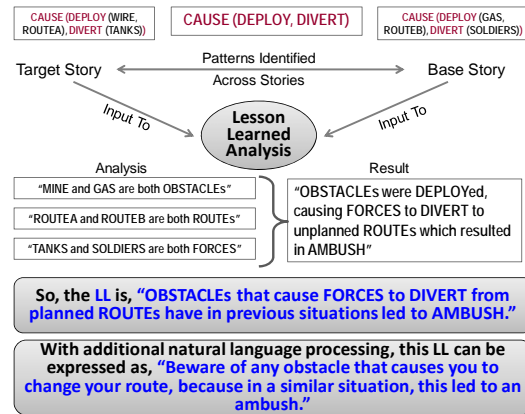 CAUSE (DEPLOY (WIRE,
ROUTEA), DIVERT (TANKS))
CAUSE (DEPLOY, DIVERT)
CAUSE (DEPLOY (GAS,
ROUTEB), DIVERT (SOLDIERS))
Target Story
Patterns Identified
Across Stories
Base Story
Input To
Input To
Lesson
Learned
Analysis
Analysis
Result
“MINE and GAS are both OBSTACLEs”
“ROUTEA and ROUTEB are both ROUTEs”
“TANKS and SOLDIERS are both FORCES”
“OBSTACLEs were DEPLOYed,
causing FORCES to DIVERT to
unplanned ROUTEs which resulted
in AMBUSH”
So, the LL is, “OBSTACLEs that cause FORCES to DIVERT from
planned ROUTEs have in previous situations led to AMBUSH.”
With additional natural language processing, this LL can be
expressed as, “Beware of any obstacle that causes you to
change your route, because in a similar situation, this led to an
ambush.”